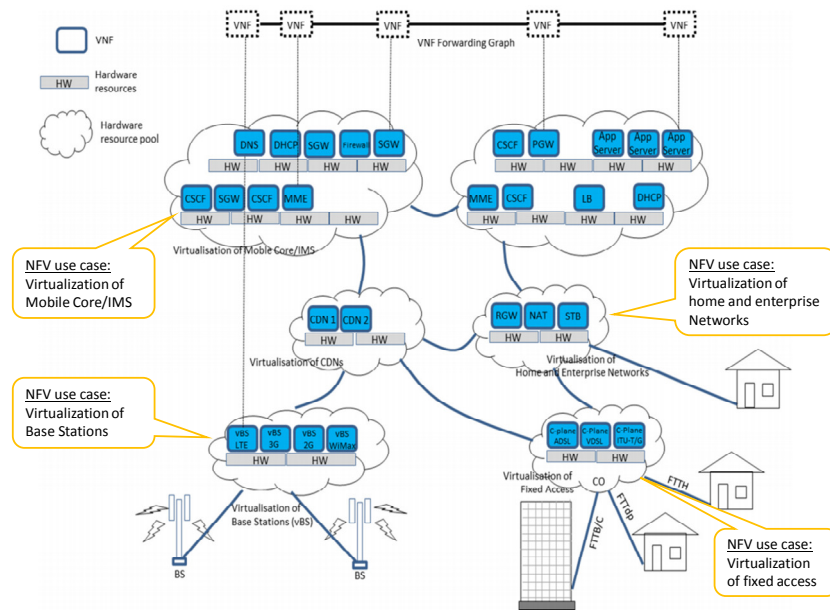 VNF VNF VNF VNF VNF
VNF Forwarding Graph
VNF
HW
Hardware
resources
Hardware
resource pool
DNS DHCP SGW Firewall SGW
HW HW HW HW
CSCF SGW CSCF MME
HW HW HW HW
Virtualisation of Moble Core/IMS
CSCF PGW App Server App Server App Server
HW HW HW HW
MME CSCF LB DHCP
HW HW HW HW
NFV use case:
Virtualization of
Mobile Core/IMS
NFV use case:
Virtualization of
home and enterprise
Networks
CDN 1 CDN 2
HW HW
Virtualisation of CDNs
RGW NAT STB
HW HW
Virtualisation of
Home and Enterprise Networks
NFV use case:
Virtualization of
Base Stations
vBS LTE vBS 3G vBS 2G vBS WiMax
HW HW
Virtualisation of
Base Stations (vBS)
BS BS
C-plane ADSL C-Plane VDSL C-Plane ITU-T/G
HW HW
Virtualisation of
Fixed Access
CO
FTTH
FTTdp
FTTB/C
NFV use case:
Virtualization
of fixed access